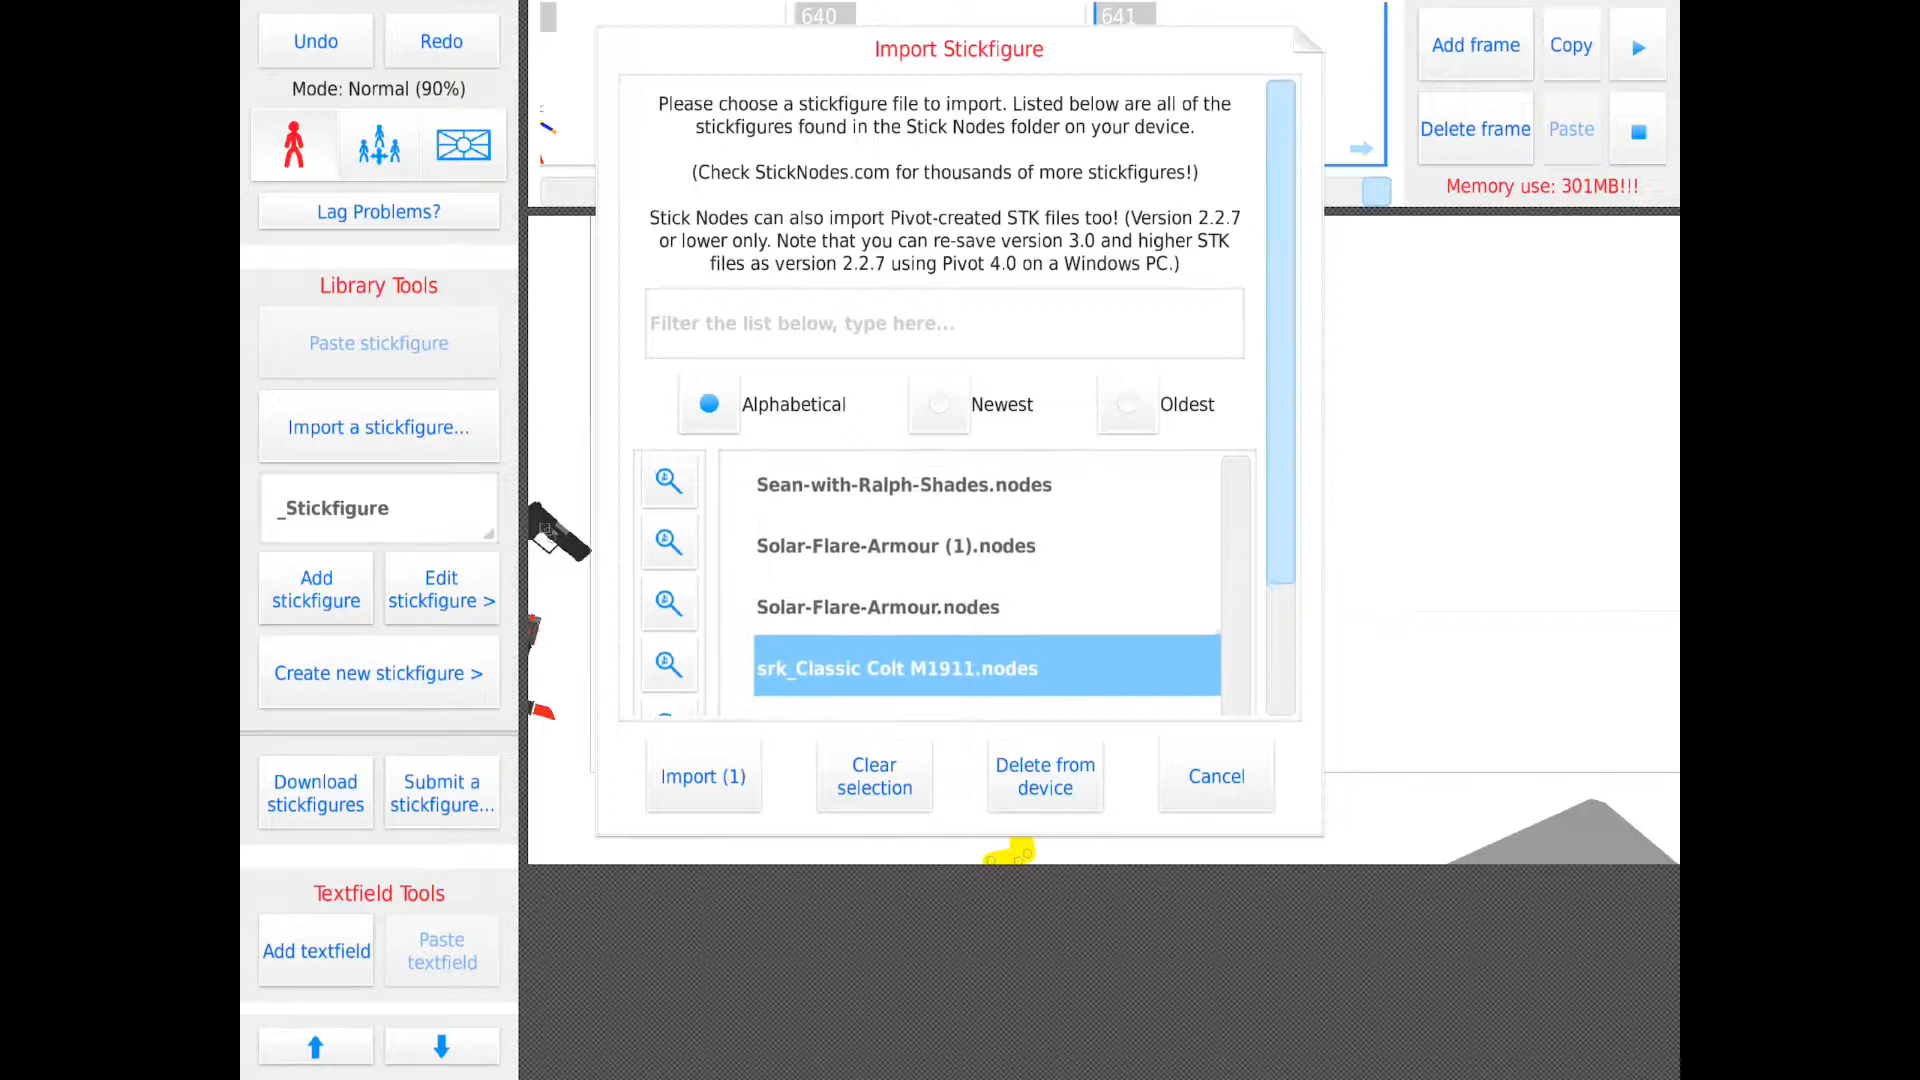 Undo
Redo
Mode: Normal (90%)
Lag Problems?
Library Tools
Paste stickfigure
Import a stickfigure...
_Stickfigure
Add
stickfigure
Edit
stickfigure >
Create new stickfigure >
Download
stickfigures
Submit a
stickfigure...
Textfield Tools
Add textfield
Paste
textfield
640
641
Import Stickfigure
Please choose a stickfigure file to import. Listed below are all of the
stickfigures found in the Stick Nodes folder on your device.
(Check StickNodes.com for thousands of more stickfigures!)
Stick Nodes can also import Pivot-created STK files too! (Version 2.2.7
or lower only. Note that you can re-save version 3.0 and higher STK
files as version 2.2.7 using Pivot 4.0 on a Windows PC.)
Filter the list below, type here...
Alphabetical
Newest
Oldest
Sean-with-Ralph-Shades.nodes
Solar-Flare-Armour (1).nodes
Solar-Flare-Armour.nodes
srk_Classic Colt M1911.nodes
Import (1)
Clear
selection
Delete from
device
Cancel
Add frame
Copy
Delete frame
Paste
Memory use: 301MB!!!